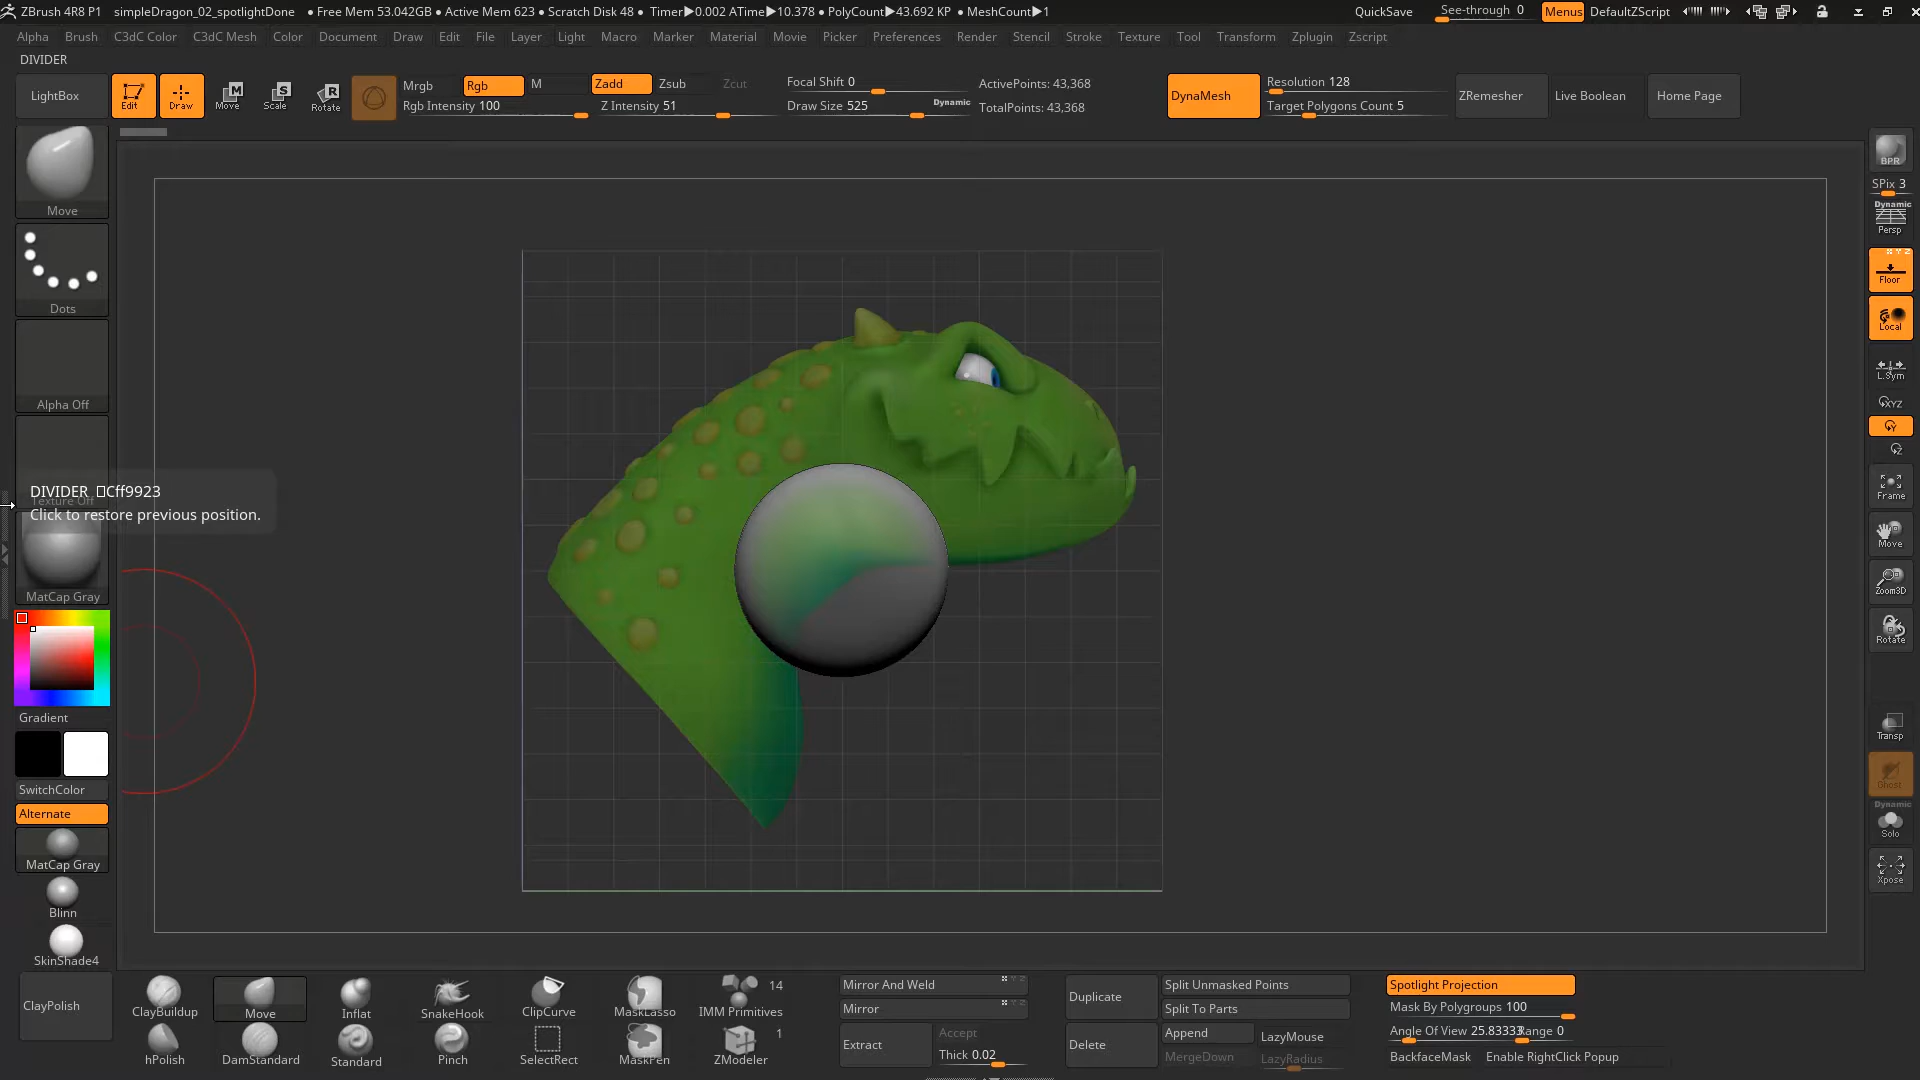 ZBrush 4R8 P1 simpleDragon_02_spotlightDone • Free Mem 53.042GB • Active Mem 623 • Scratch Disk 48 • Timer▶0.002 ATime▶10.378 • PolyCount▶43.692 KP • MeshCount▶1 QuickSave See-through 0 Menus DefaultZScript
Alpha Brush C3dC Color C3dC Mesh Color Document Draw Edit File Layer Light Macro Marker Material Movie Picker Preferences Render Stencil Stroke Texture Tool Transform Zplugin Zscript
DIVIDER
LightBox Edit Draw Move Scale Rotate Mrgb Rgb M Zadd Zsub Zcut Focal Shift 0 ActivePoints: 43,368 DynaMesh Resolution 128 ZRemesher Live Boolean Home Page
Rgb Intensity 100 Z Intensity 51 Draw Size 525 Dynamic TotalPoints: 43,368 Target Polygons Count 5
Move
Dots
Alpha Off
Texture Off
DIVIDER Cff9923
Click to restore previous position.
MatCap Gray
Gradient
SwitchColor
Alternate
MatCap Gray
Blinn
SkinShade4
BPR
SPix 3
Dynamic
Persp
X Y Z
Floor
Local
L.Sym
XYZ
Y
Z
Frame
Move
Zoom3D
Rotate
Transp
Ghost
Dynamic
Solo
Xpose
ClayPolish ClayBuildup Move Inflat SnakeHook ClipCurve MaskLasso IMM Primitives 14
hPolish DamStandard Standard Pinch SelectRect MaskPen ZModeler 1
Mirror And Weld X Y Z
Mirror X Y Z
Extract Accept
Thick 0.02
Duplicate
Delete
Split Unmasked Points
Split To Parts
Append LazyMouse
MergeDown LazyRadius
Spotlight Projection
Mask By Polygroups 100
Angle Of View 25.83333 Range 0
BackfaceMask Enable RightClick Popup